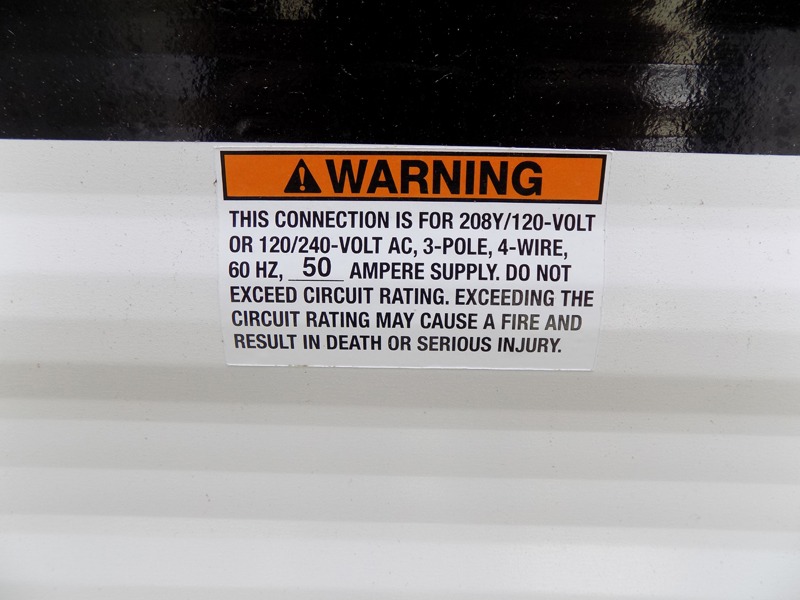 WARNING
THIS CONNECTION IS FOR 208Y/120-VOLT
OR 120/240-VOLT AC, 3-POLE, 4-WIRE,
60 HZ, 50 AMPERE SUPPLY. DO NOT
EXCEED CIRCUIT RATING. EXCEEDING THE
CIRCUIT RATING MAY CAUSE A FIRE AND
RESULT IN DEATH OR SERIOUS INJURY.